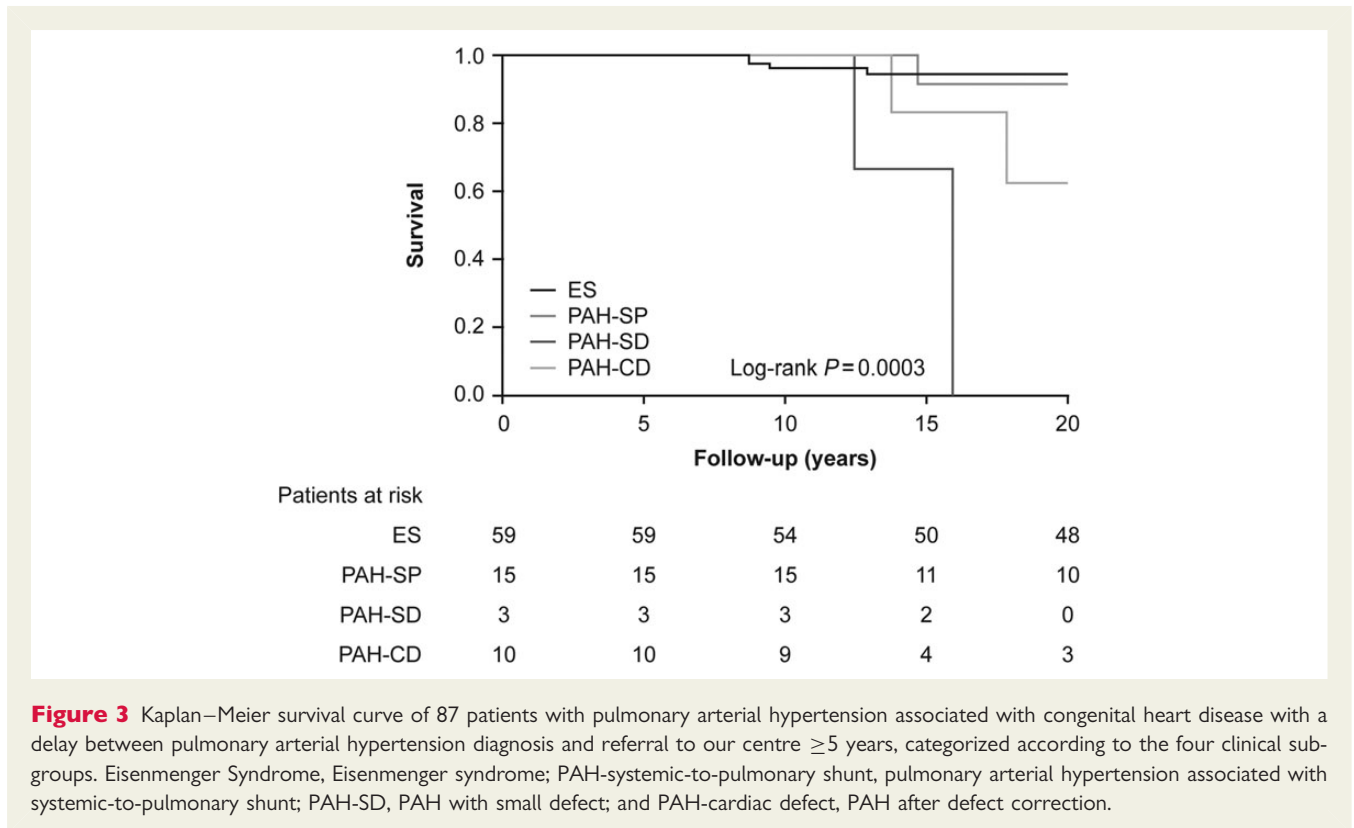 1.0
0.8
0.6
0.4
0.2
0.0
Survival
ES
PAH-SP
PAH-SD
PAH-CD
Log-rank P=0.0003
0 5 10 15 20
Follow-up (years)
Patients at risk
ES 59 59 54 50 48
PAH-SP 15 15 15 11 10
PAH-SD 3 3 3 2 0
PAH-CD 10 10 9 4 3
Figure 3 Kaplan–Meier survival curve of 87 patients with pulmonary arterial hypertension associated with congenital heart disease with a
delay between pulmonary arterial hypertension diagnosis and referral to our centre ≥5 years, categorized according to the four clinical sub-
groups. Eisenmenger Syndrome, Eisenmenger syndrome; PAH-systemic-to-pulmonary shunt, pulmonary arterial hypertension associated with
systemic-to-pulmonary shunt; PAH-SD, PAH with small defect; and PAH-cardiac defect, PAH after defect correction.